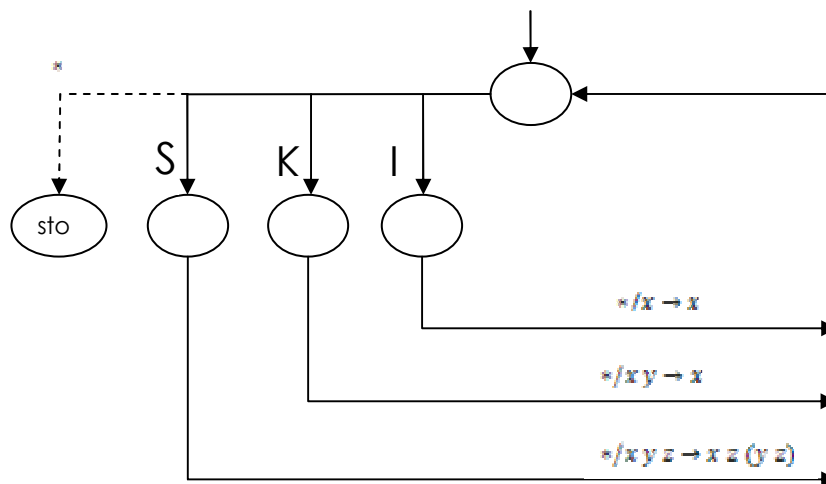 *
S K I
sto
*/x → x
*/x y → x
*/x y z → x z (y z)